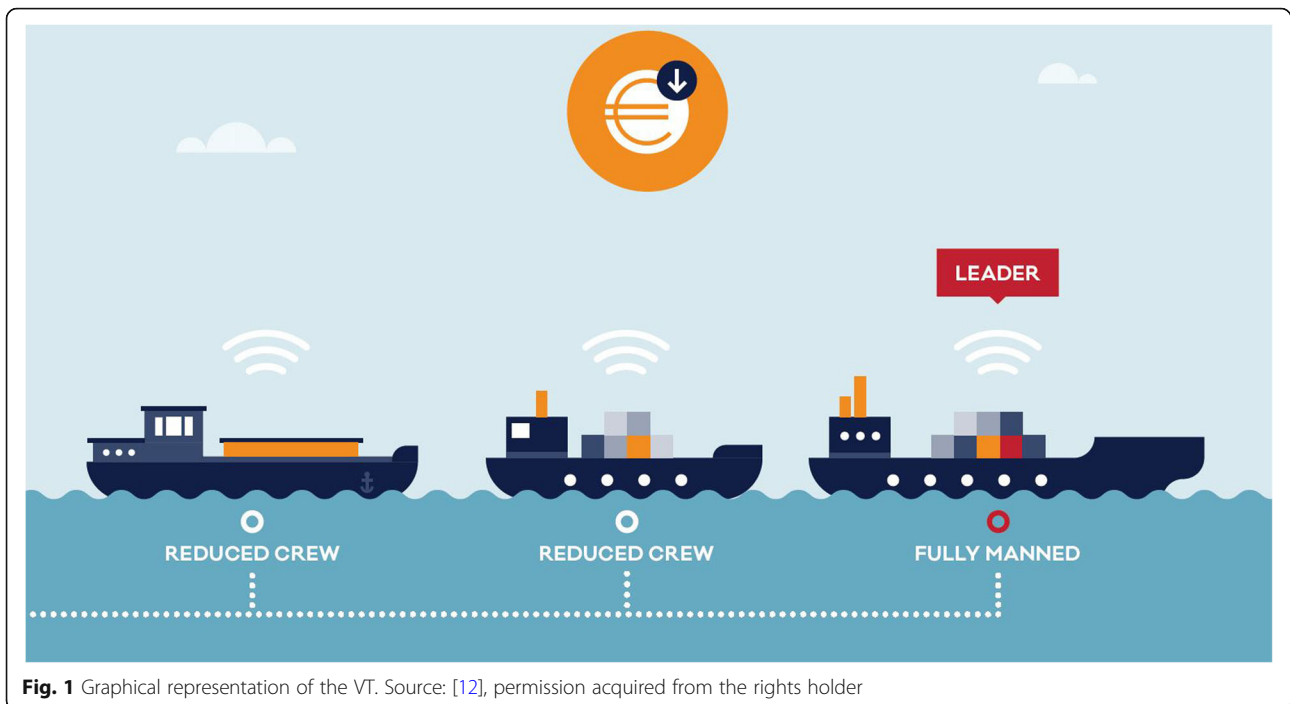 €
LEADER
REDUCED CREW
REDUCED CREW
FULLY MANNED
Fig. 1 Graphical representation of the VT. Source: [12], permission acquired from the rights holder